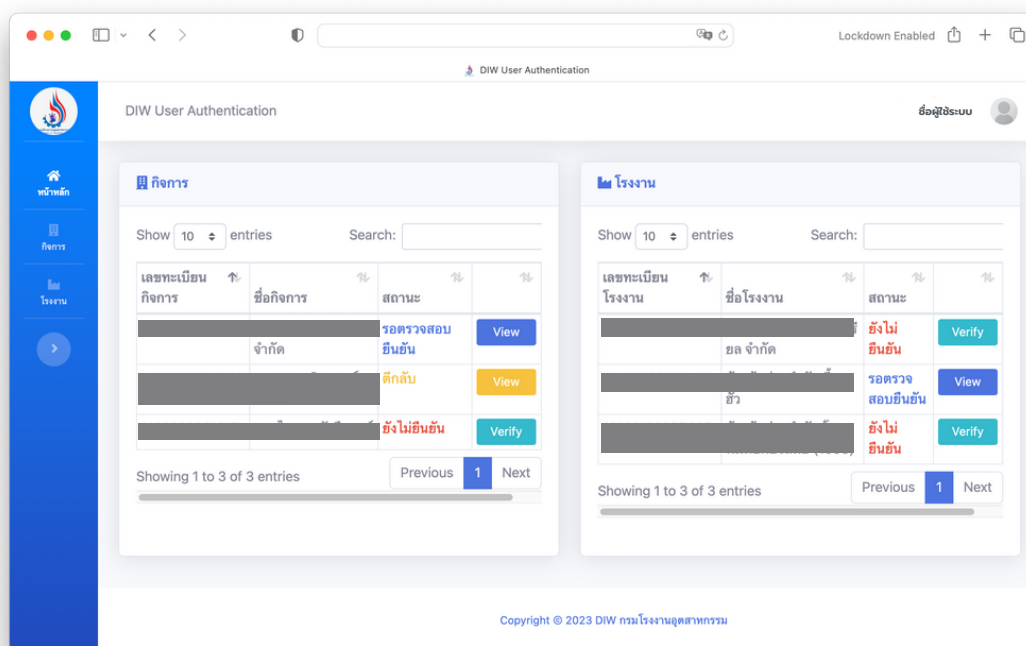 Lockdown Enabled
DIW User Authentication
DIW User Authentication
ชื่อผู้ใช้ระบบ
หน้าหลัก
กิจการ
โรงงาน
กิจการ
Show 10 entries Search:
เลขทะเบียน
กิจการ ชื่อกิจการ สถานะ
รอตรวจสอบ View
จำกัด ยืนยัน
ตีกลับ View
ยังไม่ยืนยัน Verify
Showing 1 to 3 of 3 entries Previous 1 Next
โรงงาน
Show 10 entries Search:
เลขทะเบียน
โรงงาน ชื่อโรงงาน สถานะ
ยังไม่ Verify
ยล จำกัด ยืนยัน
รอตรวจ View
ฮัว สอบยืนยัน
ยังไม่ Verify
ยืนยัน
Showing 1 to 3 of 3 entries Previous 1 Next
Copyright © 2023 DIW กรมโรงงานอุตสาหกรรม